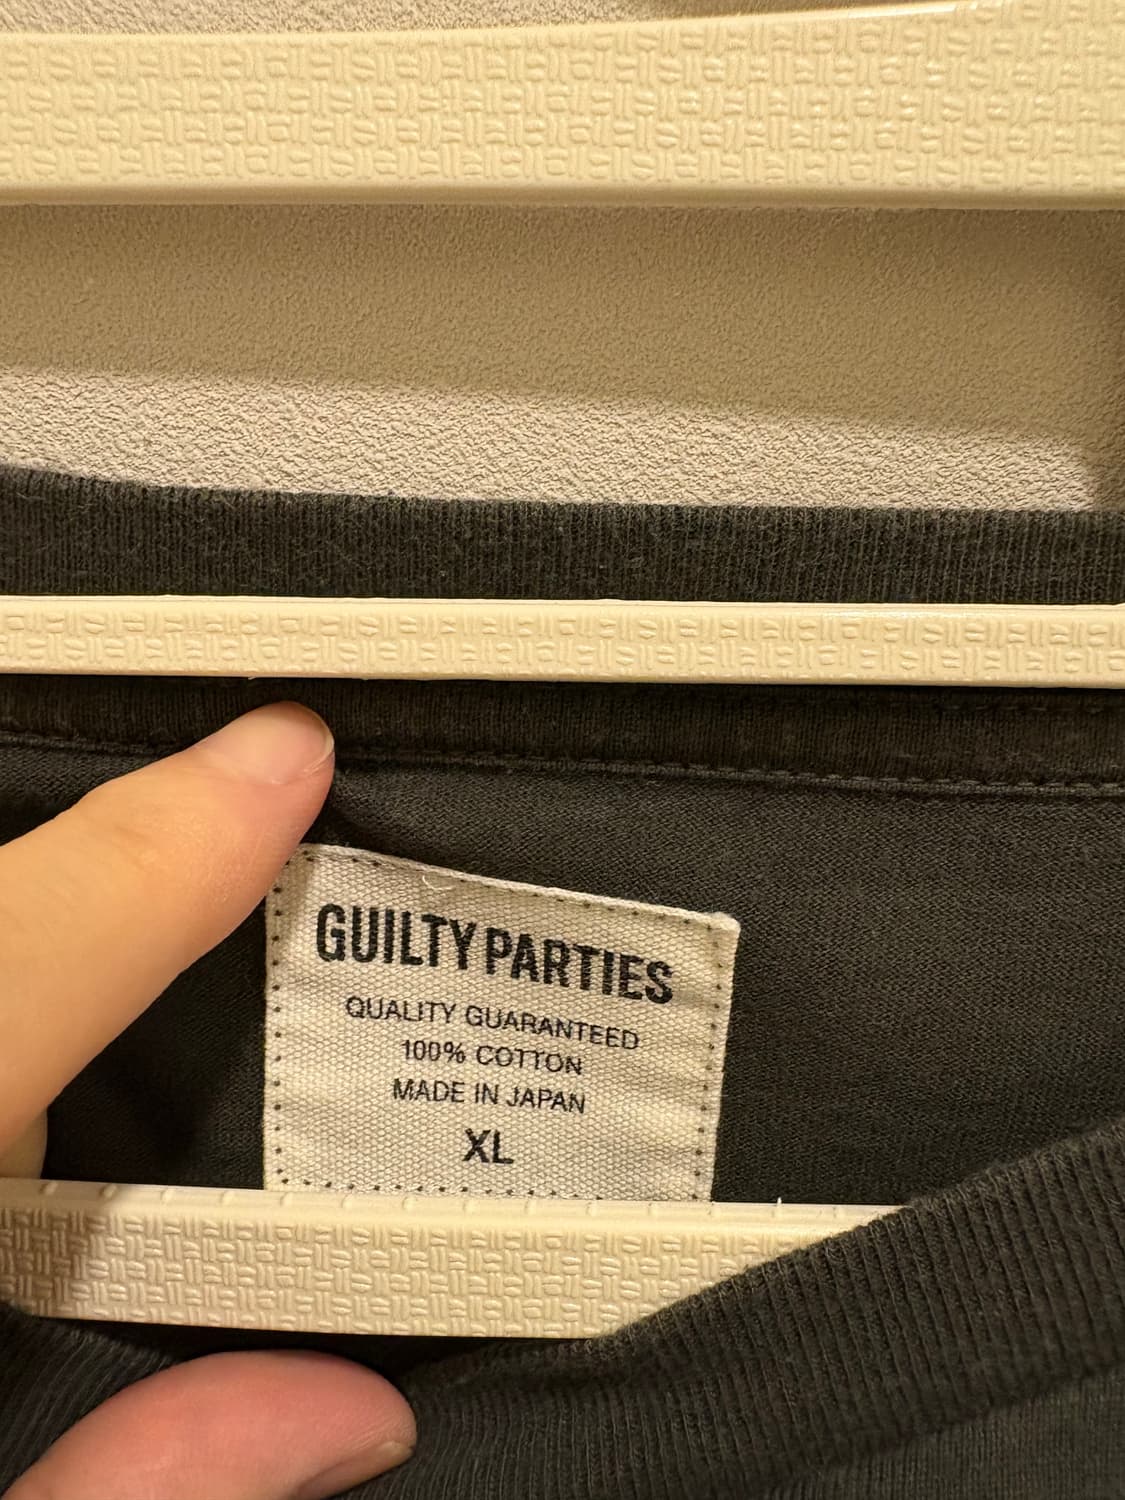 GUILTY PARTIES
QUALITY GUARANTEED
100% COTTON
MADE IN JAPAN
XL